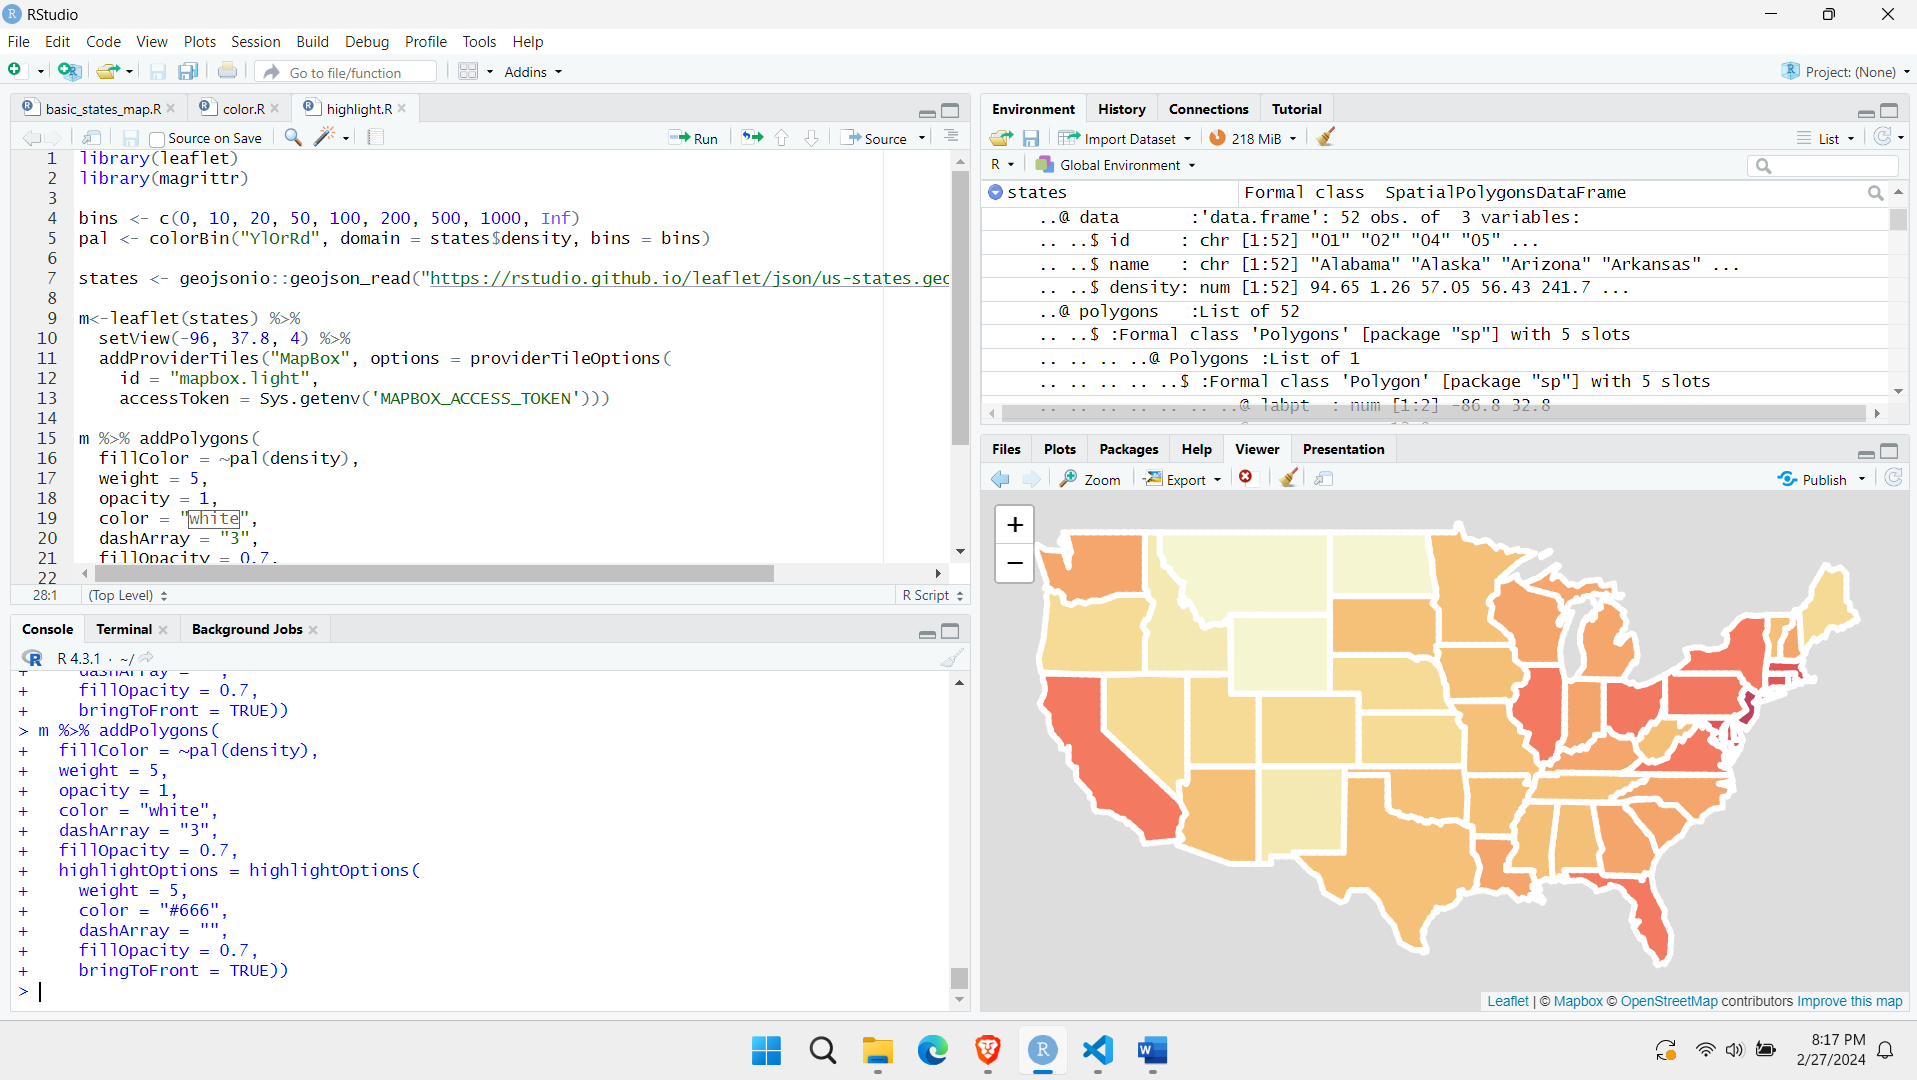 RStudio
File Edit Code View Plots Session Build Debug Profile Tools Help
Go to file/function Addins Project: (None)
basic_states_map.R color.R highlight.R
Source on Save Run Source
1 library(leaflet)
2 library(magrittr)
3
4 bins <- c(0, 10, 20, 50, 100, 200, 500, 1000, Inf)
5 pal <- colorBin("YlOrRd", domain = states$density, bins = bins)
6
7 states <- geojsonio::geojson_read("https://rstudio.github.io/leaflet/json/us-states.geo
8
9 m<-leaflet(states) %>%
10 setView(-96, 37.8, 4) %>%
11 addProviderTiles("MapBox", options = providerTileOptions(
12 id = "mapbox.light",
13 accessToken = Sys.getenv('MAPBOX_ACCESS_TOKEN')))
14
15 m %>% addPolygons(
16 fillColor = ~pal(density),
17 weight = 5,
18 opacity = 1,
19 color = "white",
20 dashArray = "3",
21 fillOpacity = 0.7,
22
28:1 (Top Level) R Script
Console Terminal Background Jobs
R 4.3.1 · ~/
+ dashArray = "",
+ fillOpacity = 0.7,
+ bringToFront = TRUE))
> m %>% addPolygons(
+ fillColor = ~pal(density),
+ weight = 5,
+ opacity = 1,
+ color = "white",
+ dashArray = "3",
+ fillOpacity = 0.7,
+ highlightOptions = highlightOptions(
+ weight = 5,
+ color = "#666",
+ dashArray = "",
+ fillOpacity = 0.7,
+ bringToFront = TRUE))
>
Environment History Connections Tutorial
Import Dataset 218 MiB List
R Global Environment
states Formal class SpatialPolygonsDataFrame
..@ data :'data.frame': 52 obs. of 3 variables:
.. ..$ id : chr [1:52] "01" "02" "04" "05" ...
.. ..$ name : chr [1:52] "Alabama" "Alaska" "Arizona" "Arkansas" ...
.. ..$ density: num [1:52] 94.65 1.26 57.05 56.43 241.7 ...
..@ polygons :List of 52
.. ..$ :Formal class 'Polygons' [package "sp"] with 5 slots
.. .. .. ..@ Polygons :List of 1
.. .. .. .. ..$ :Formal class 'Polygon' [package "sp"] with 5 slots
.. .. .. .. .. .. ..@ labpt : num [1:2] -86.8 32.8
Files Plots Packages Help Viewer Presentation
Zoom Export Publish
+
−
Leaflet | © Mapbox © OpenStreetMap contributors Improve this map
8:17 PM
2/27/2024